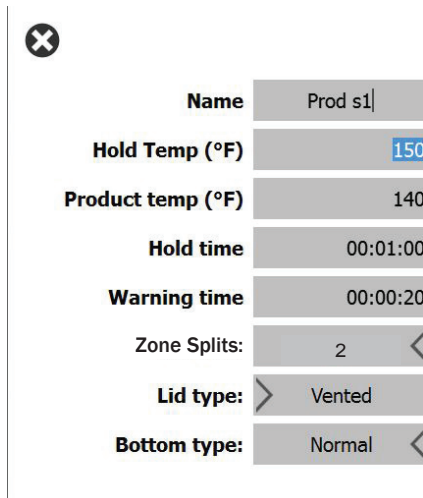 Name Prod s1
Hold Temp (°F) 150
Product temp (°F) 140
Hold time 00:01:00
Warning time 00:00:20
Zone Splits: 2
Lid type: Vented
Bottom type: Normal